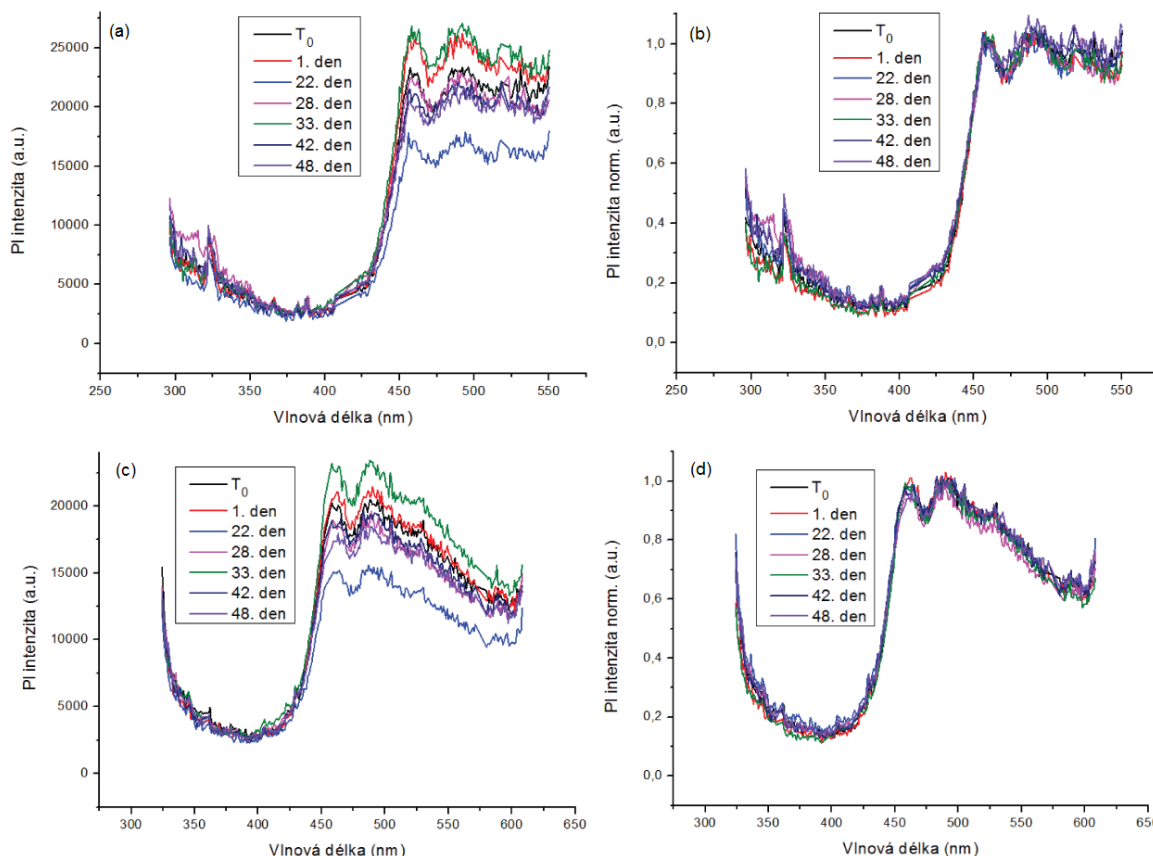 (a)
T0
1. den
22. den
28. den
33. den
42. den
48. den
25000
20000
15000
10000
5000
0
250 300 350 400 450 500 550
Vlnová délka (nm)
Pl intenzita (a.u.)
(b)
T0
1. den
22. den
28. den
33. den
42. den
48. den
1,0
0,8
0,6
0,4
0,2
0,0
250 300 350 400 450 500 550
Vlnová délka (nm)
Pl intenzita norm. (a.u.)
(c)
T0
1. den
22. den
28. den
33. den
42. den
48. den
20000
15000
10000
5000
0
300 350 400 450 500 550 600 650
Vlnová délka (nm)
Pl intenzita (a.u.)
(d)
T0
1. den
22. den
28. den
33. den
42. den
48. den
1,0
0,8
0,6
0,4
0,2
0,0
300 350 400 450 500 550 600 650
Vlnová délka (nm)
Pl intenzita norm. (a.u.)